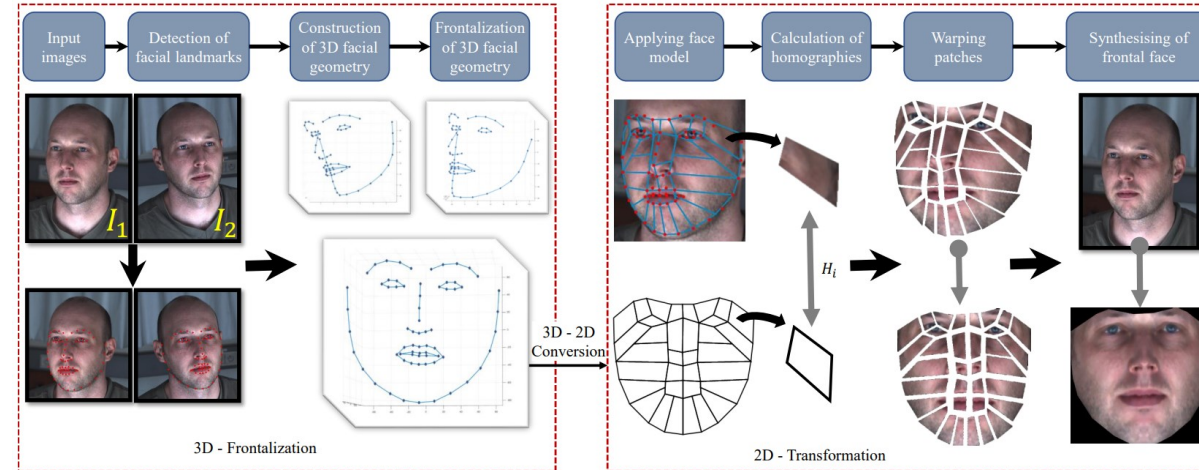 Input
images
Detection of
facial landmarks
Construction
of 3D facial
geometry
Frontalization
of 3D facial
geometry
Applying face
model
Calculation of
homographies
Warping
patches
Synthesising of
frontal face
I₁
I₂
Hᵢ
3D - 2D
Conversion
3D - Frontalization
2D - Transformation